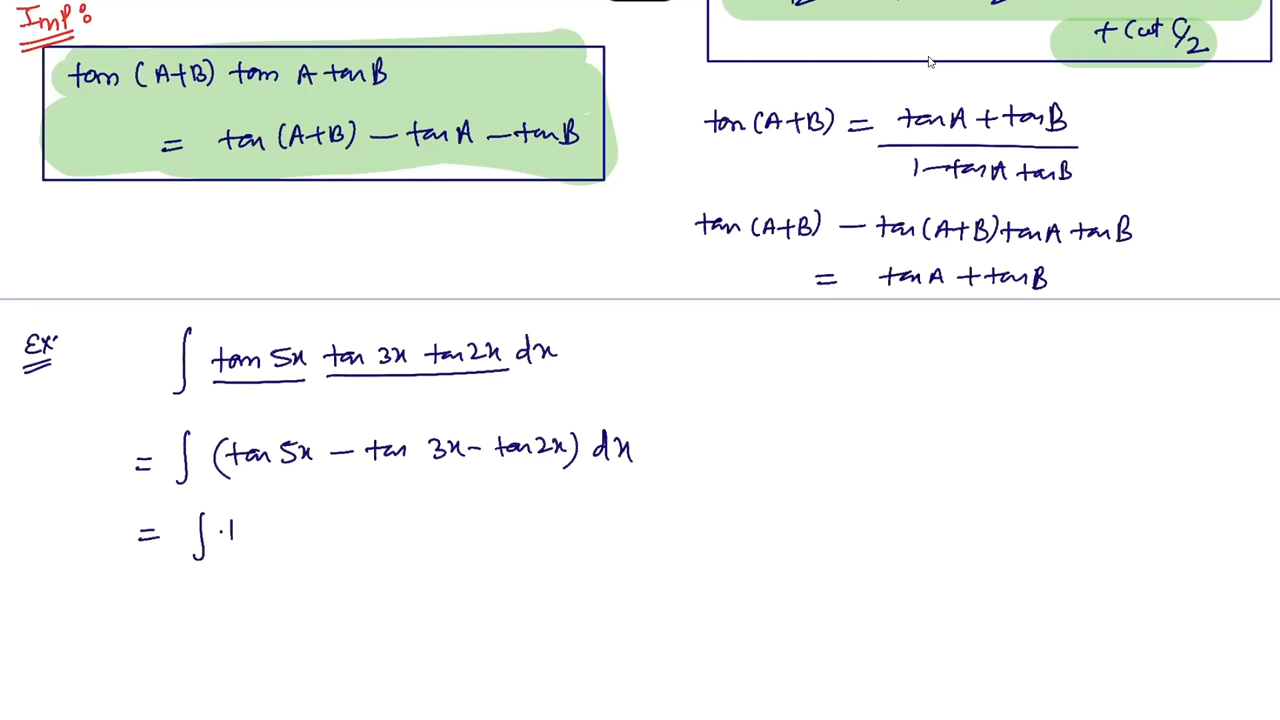 Imp:
tan (A+B) tan A tan B
= tan (A+B) – tan A – tan B
+ Cot C/2
tan (A+B) = tan A + tan B
1 – tan A tan B
tan (A+B) – tan (A+B) tan A tan B
= tan A + tan B
Ex:
∫ tan 5x tan 3x tan 2x dx
= ∫ (tan 5x – tan 3x – tan 2x) dx
= ∫